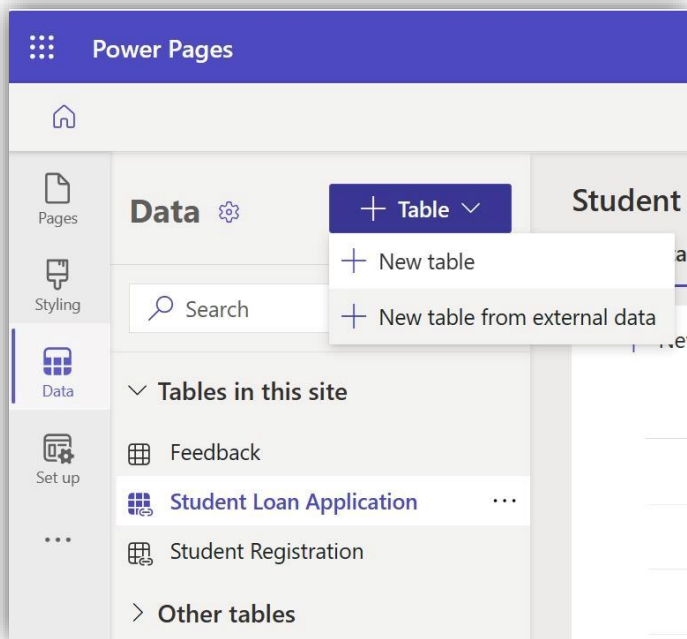 Power Pages
Pages
Styling
Data
Set up
Data
Table
New table
New table from external data
Search
Tables in this site
Feedback
Student Loan Application
Student Registration
Other tables
Student